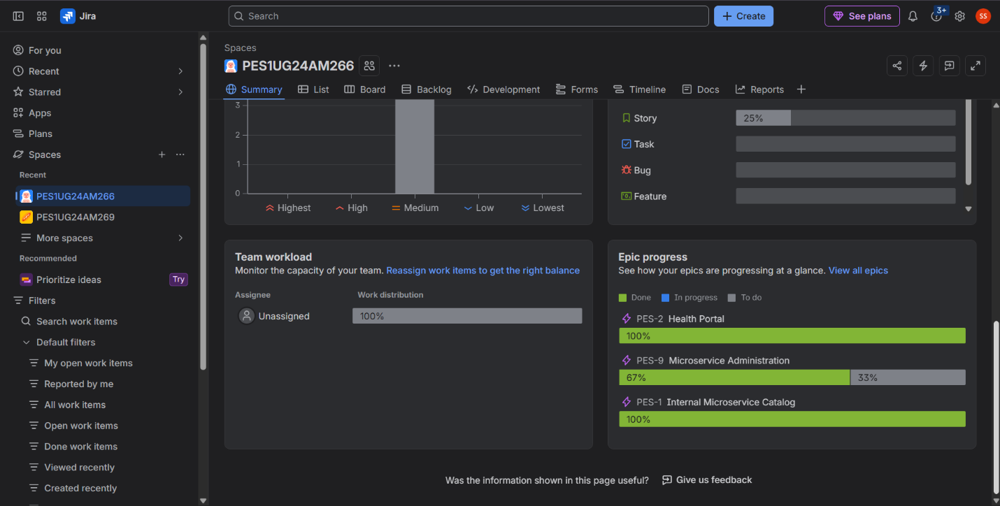 Jira
Search
+ Create
See plans
3+
SS
For you
Recent
Starred
Apps
Plans
Spaces
Recent
PES1UG24AM266
PES1UG24AM269
More spaces
Recommended
Prioritize ideas
Try
Filters
Search work items
Default filters
My open work items
Reported by me
All work items
Open work items
Done work items
Viewed recently
Created recently
Spaces
PES1UG24AM266
Summary List Board Backlog Development Forms Timeline Docs Reports
3
2
1
0
Highest High Medium Low Lowest
Story 25%
Task
Bug
Feature
Team workload
Monitor the capacity of your team. Reassign work items to get the right balance
Assignee Work distribution
Unassigned 100%
Epic progress
See how your epics are progressing at a glance. View all epics
Done In progress To do
PES-2 Health Portal
100%
PES-9 Microservice Administration
67% 33%
PES-1 Internal Microservice Catalog
100%
Was the information shown in this page useful? Give us feedback